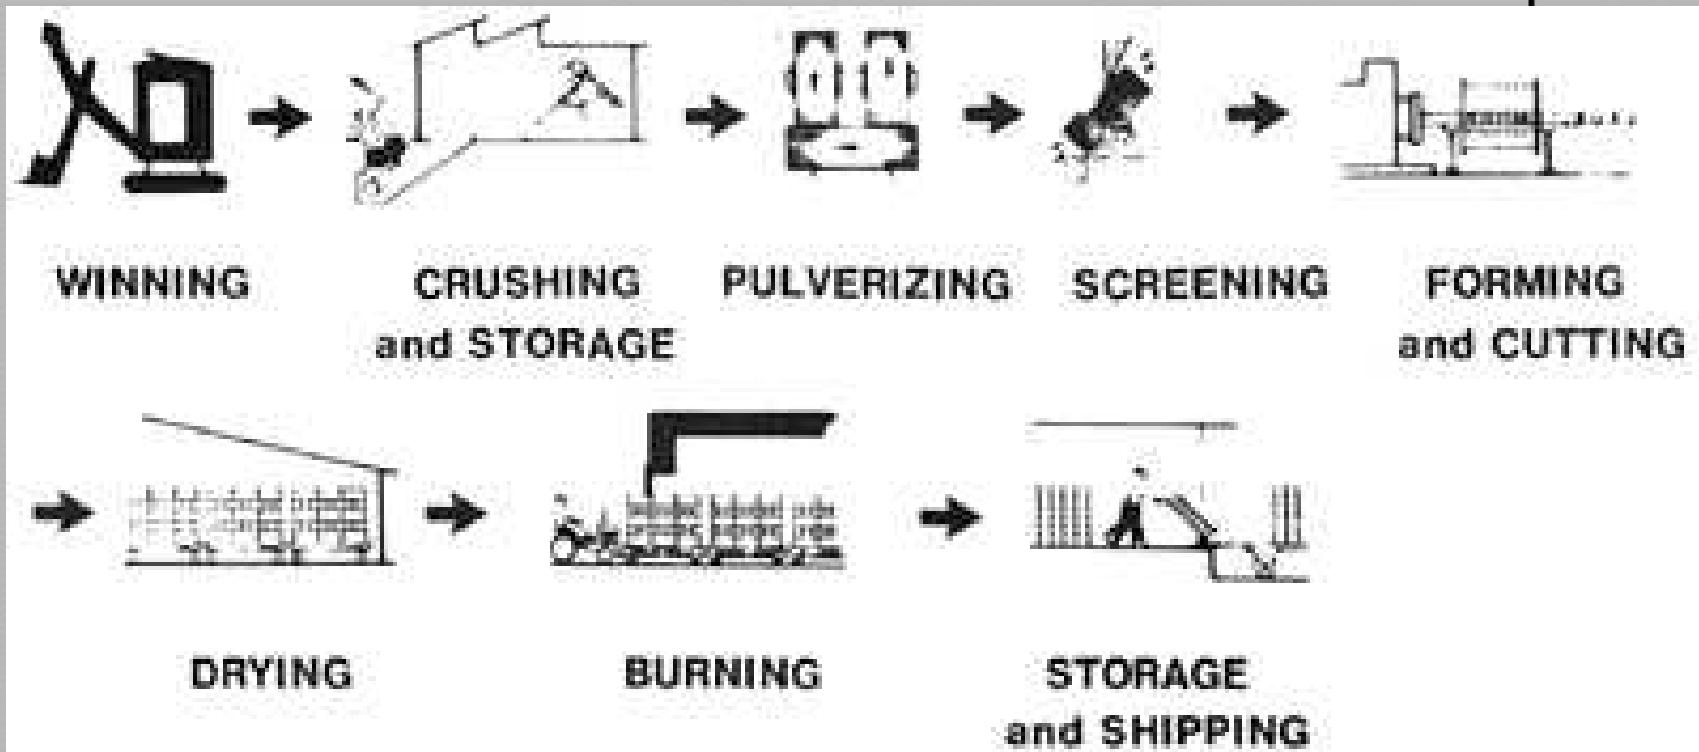 WINNING
CRUSHING
and STORAGE
PULVERIZING
SCREENING
FORMING
and CUTTING
DRYING
BURNING
STORAGE
and SHIPPING